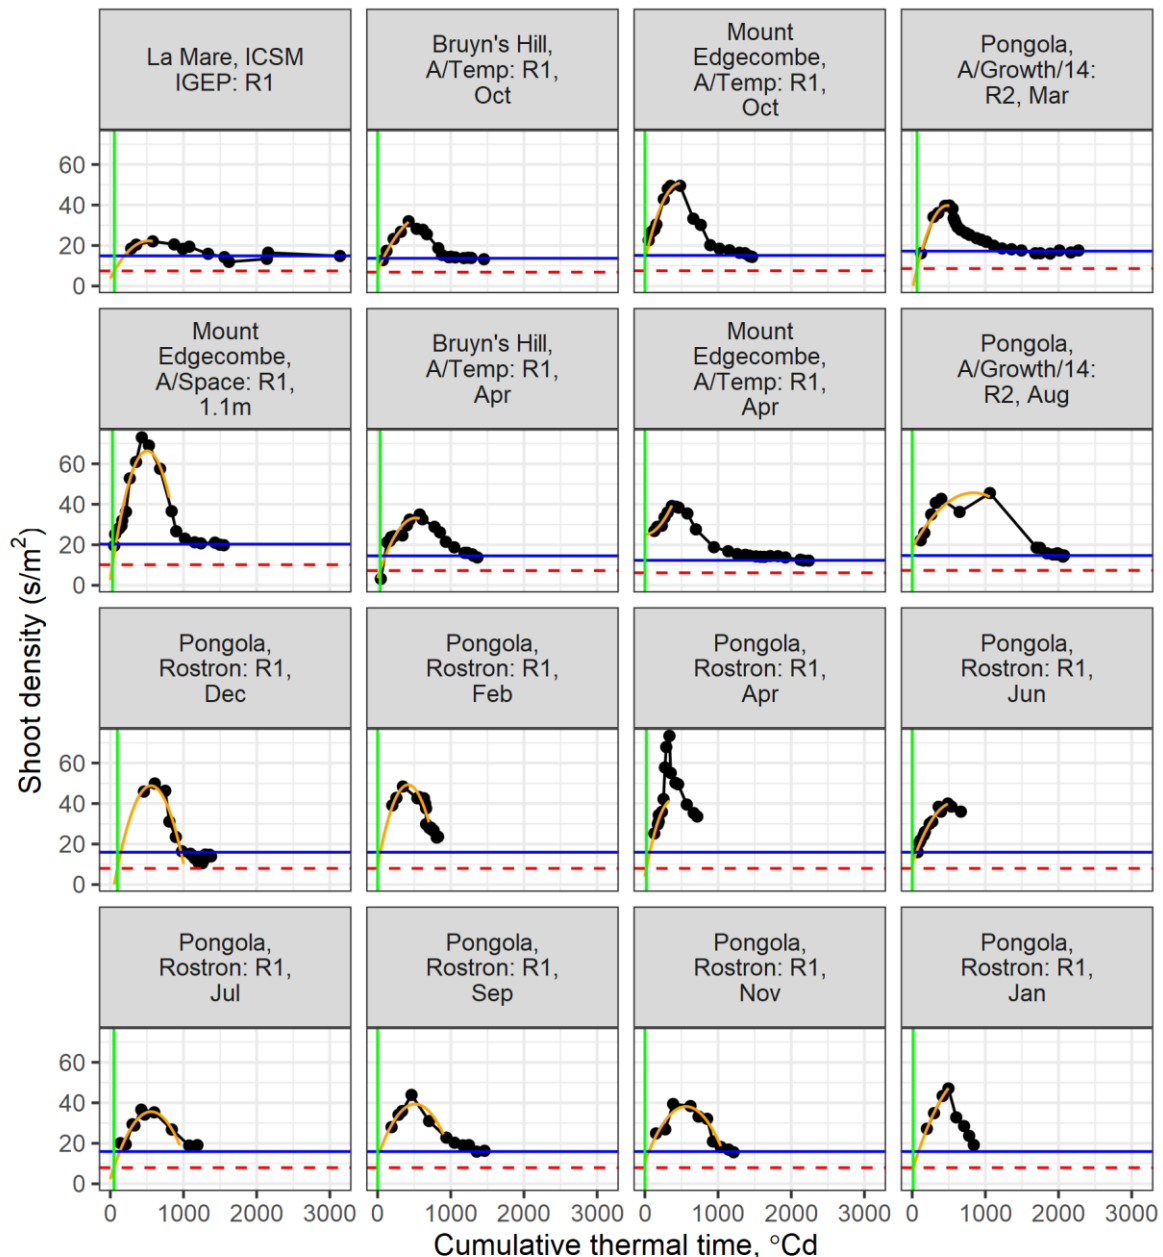 La Mare, ICSM
IGEP: R1
Bruyn's Hill,
A/Temp: R1,
Oct
Mount
Edgecombe,
A/Temp: R1,
Oct
Pongola,
A/Growth/14:
R2, Mar
60
40
20
0
Mount
Edgecombe,
A/Space: R1,
1.1m
Bruyn's Hill,
A/Temp: R1,
Apr
Mount
Edgecombe,
A/Temp: R1,
Apr
Pongola,
A/Growth/14:
R2, Aug
60
40
20
0
Shoot density (s/m²)
Pongola,
Rostron: R1,
Dec
Pongola,
Rostron: R1,
Feb
Pongola,
Rostron: R1,
Apr
Pongola,
Rostron: R1,
Jun
60
40
20
0
Pongola,
Rostron: R1,
Jul
Pongola,
Rostron: R1,
Sep
Pongola,
Rostron: R1,
Nov
Pongola,
Rostron: R1,
Jan
60
40
20
0
0 1000 2000 3000 0 1000 2000 3000 0 1000 2000 3000 0 1000 2000 3000
Cumulative thermal time, °Cd